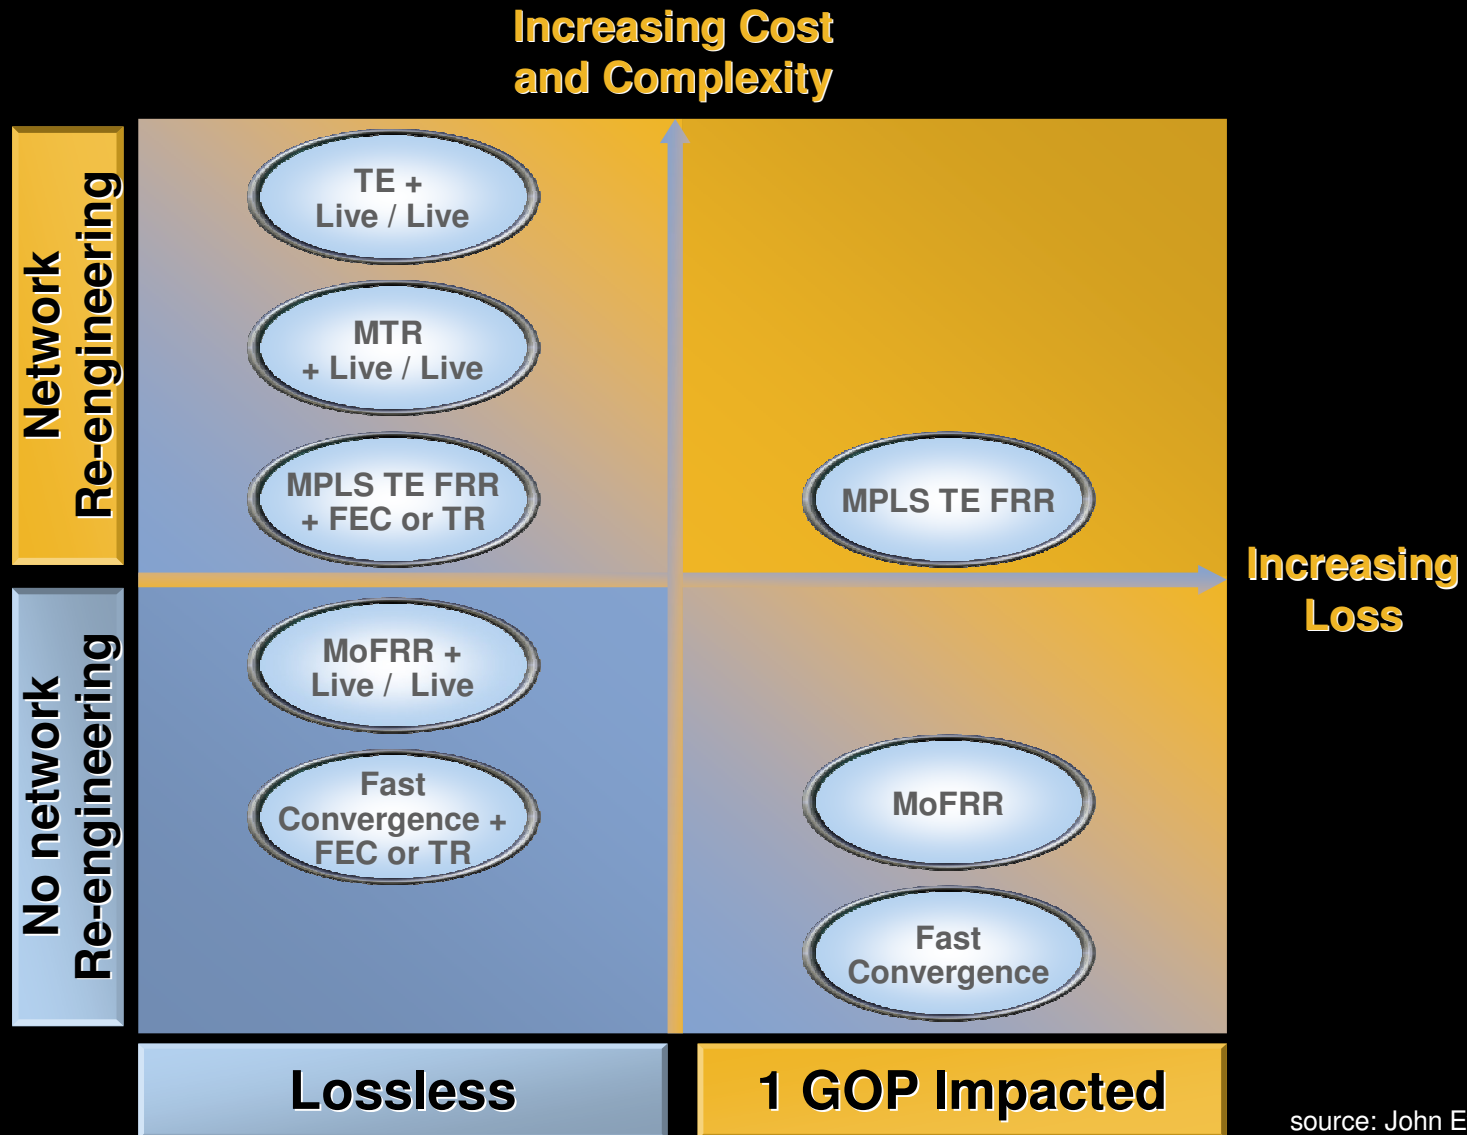 Increasing Cost
and Complexity
Network
Re-engineering
TE +
Live / Live
MTR
+ Live / Live
MPLS TE FRR
+ FEC or TR
MPLS TE FRR
Increasing
Loss
No network
Re-engineering
MoFRR +
Live /  Live
Fast
Convergence +
FEC or TR
MoFRR
Fast
Convergence
Lossless
1 GOP Impacted
source: John E